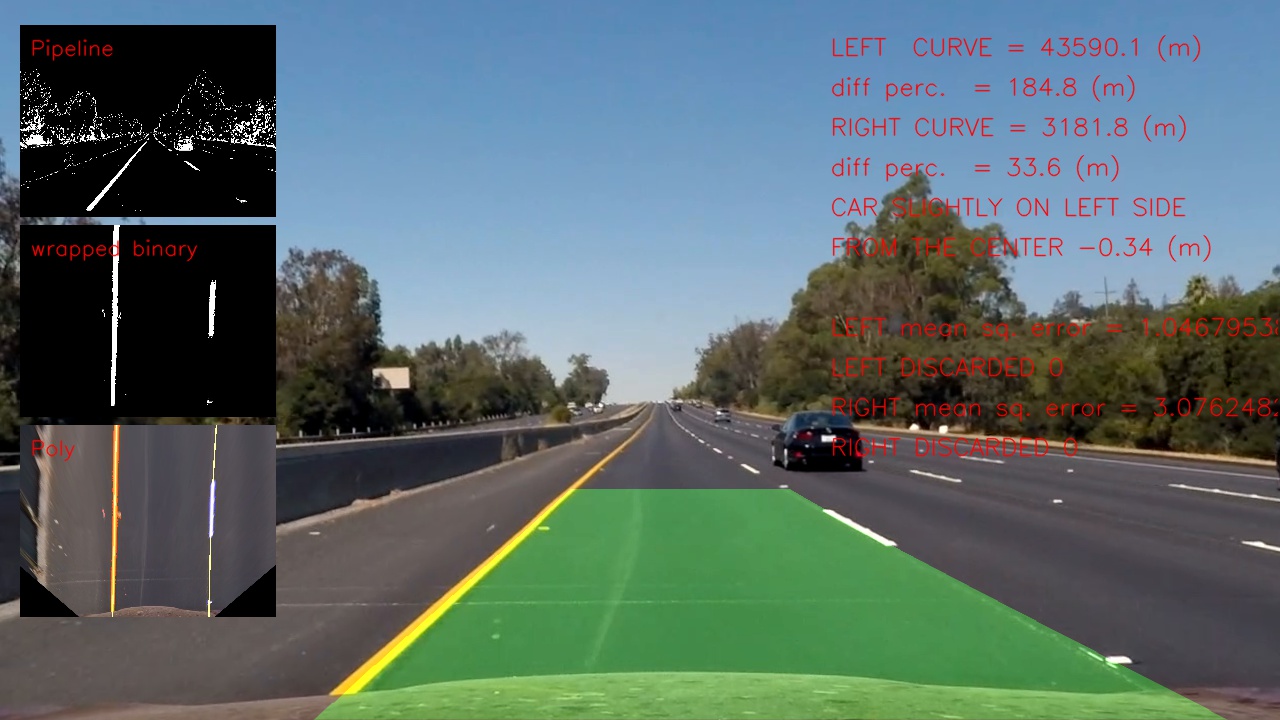 Pipeline
wrapped binary
Poly
LEFT CURVE = 43590.1 (m)
diff perc. = 184.8 (m)
RIGHT CURVE = 3181.8 (m)
diff perc. = 33.6 (m)
CAR SLIGHTLY ON LEFT SIDE
FROM THE CENTER -0.34 (m)
LEFT mean sq. error = 1.0467953
LEFT DISCARDED 0
RIGHT mean sq. error = 3.0762482
RIGHT DISCARDED 0